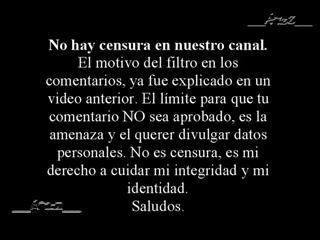 No hay censura en nuestro canal.
El motivo del filtro en los
comentarios, ya fue explicado en un
video anterior. El límite para que tu
comentario NO sea aprobado, es la
amenaza y el querer divulgar datos
personales. No es censura, es mi
derecho a cuidar mi integridad y mi
identidad.
Saludos.